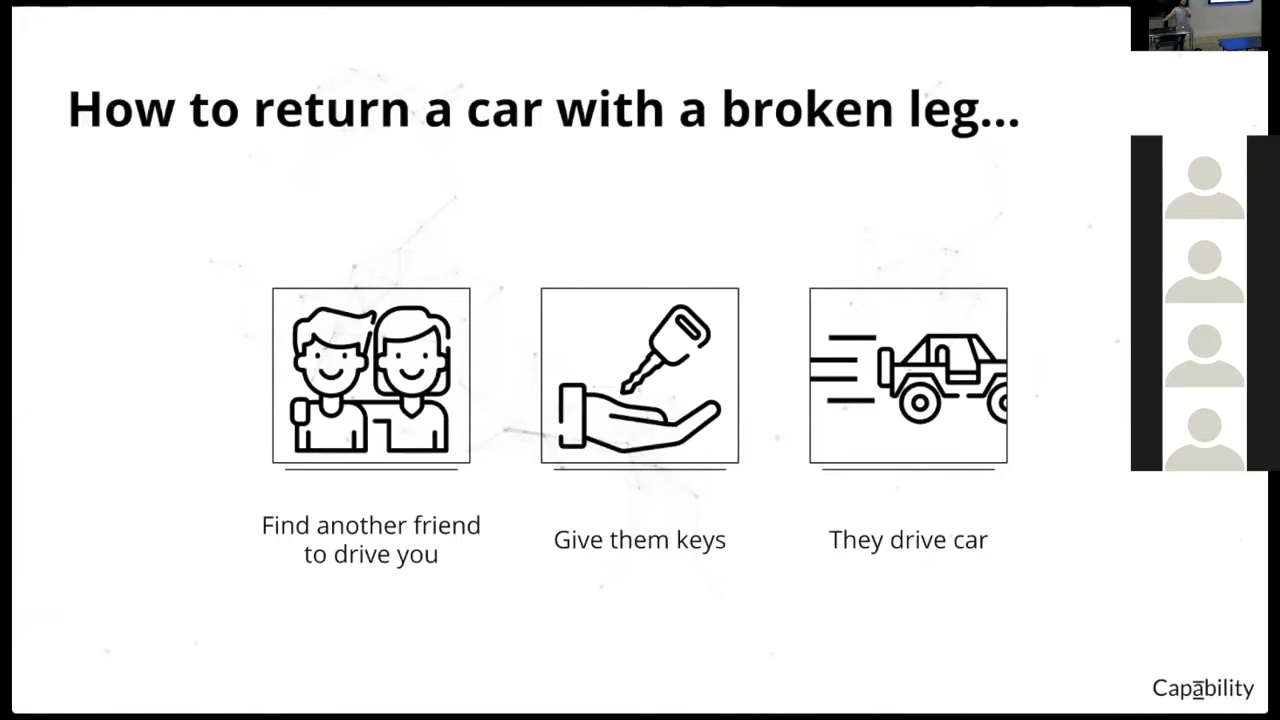 How to return a car with a broken leg...
Find another friend
to drive you
Give them keys
They drive car
Capābility